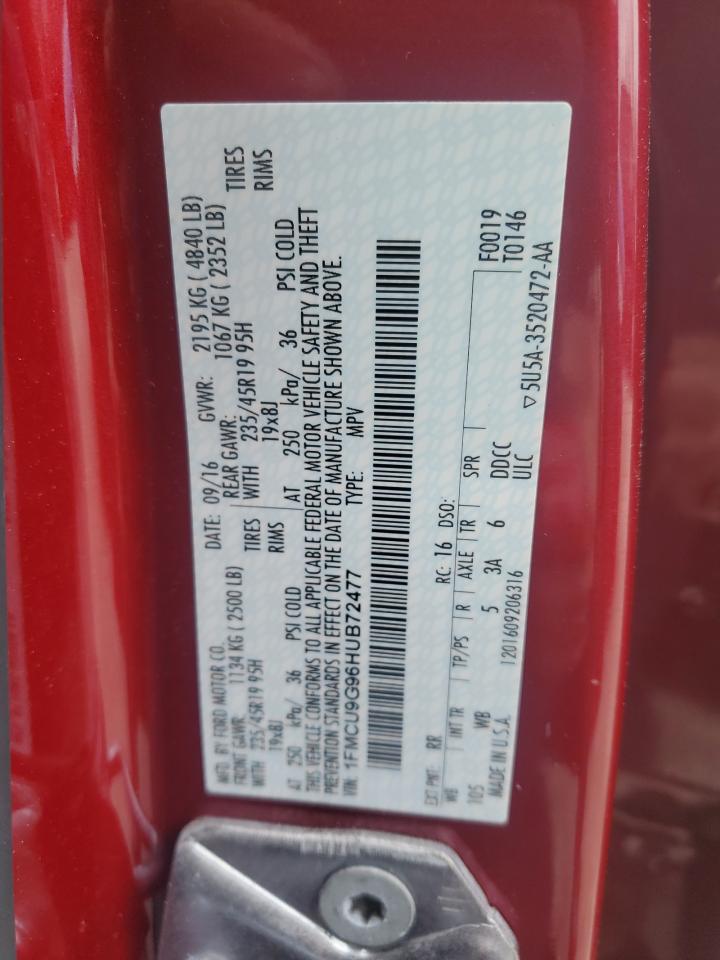 MFD. BY FORD MOTOR CO.
DATE: 09/16 GVWR: 2195 KG ( 4840 LB)
FRONT GAWR: 1134 KG ( 2500 LB)
REAR GAWR: 1067 KG ( 2352 LB)
WITH 235/45R19 95H TIRES
WITH 235/45R19 95H TIRES
19x8J RIMS
19x8J RIMS
AT 250 kPa/ 36 PSI COLD
AT 250 kPa/ 36 PSI COLD
THIS VEHICLE CONFORMS TO ALL APPLICABLE FEDERAL MOTOR VEHICLE SAFETY AND THEFT
PREVENTION STANDARDS IN EFFECT ON THE DATE OF MANUFACTURE SHOWN ABOVE.
VIN: 1FMCU9G96HUB72477 TYPE: MPV
EXT PNT: RR RC: 16 DSO: F0019
T0146
WB INT TR TP/PS R AXLE TR SPR
105 WB 5 3A 6 DDCC
MADE IN U.S.A. 1201609206316 ULC
▽5U5A-3520472-AA